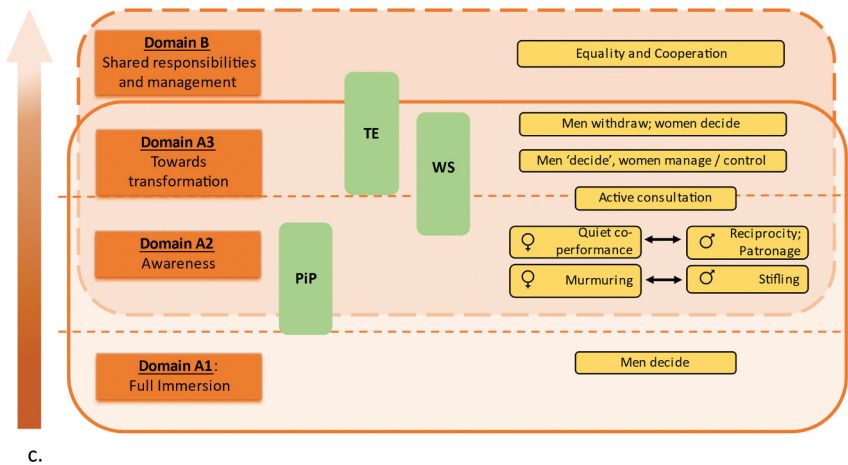 Domain B
Shared responsibilities
and management
Equality and Cooperation
TE
WS
Domain A3
Towards
transformation
Men withdraw; women decide
Men ‘decide’, women manage / control
Active consultation
Domain A2
Awareness
PiP
♀ Quiet co-
performance
♂ Reciprocity;
Patronage
♀ Murmuring
♂ Stifling
Domain A1:
Full Immersion
Men decide
c.